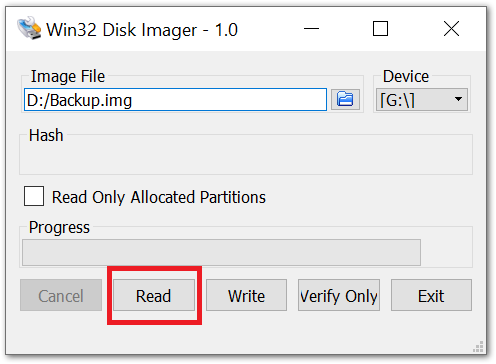 Win32 Disk Imager - 1.0
Image File
Device
D:/Backup.img
[G:\]
Hash
Read Only Allocated Partitions
Progress
Cancel
Read
Write
Verify Only
Exit